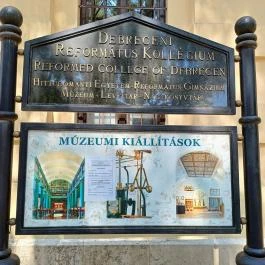 DEBRECENI
REFORMÁTUS KOLLÉGIUM
REFORMED COLLEGE OF DEBRECEN
HITTUDOMÁNYI EGYETEM - REFORMÁTUS GIMNÁZIUM
MÚZEUM - LEVÉLTÁR - NAGYKÖNYVTÁR
MÚZEUMI KIÁLLÍTÁSOK